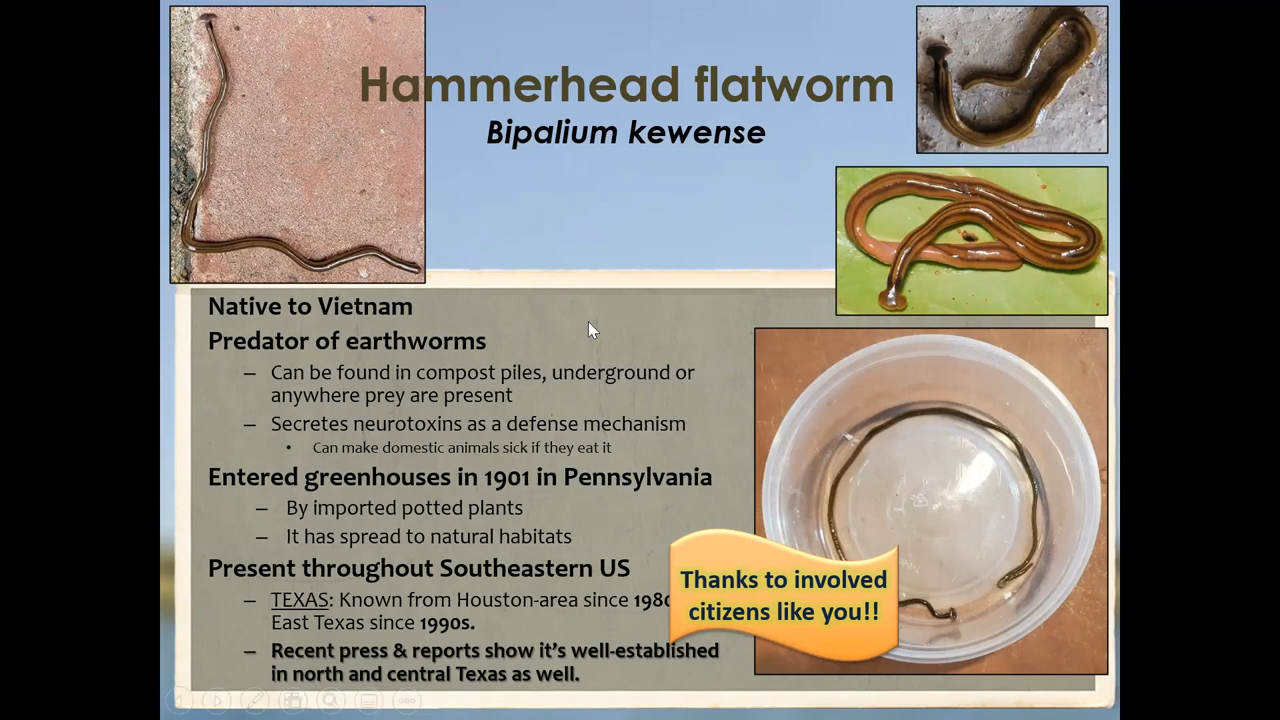 Hammerhead flatworm
Bipalium kewense
Native to Vietnam
Predator of earthworms
– Can be found in compost piles, underground or
anywhere prey are present
– Secretes neurotoxins as a defense mechanism
• Can make domestic animals sick if they eat it
Entered greenhouses in 1901 in Pennsylvania
– By imported potted plants
– It has spread to natural habitats
Present throughout Southeastern US
– TEXAS: Known from Houston-area since
East Texas since 1990s.
– Recent press & reports show it’s well-established
in north and central Texas as well.
Thanks to involved
citizens like you!!